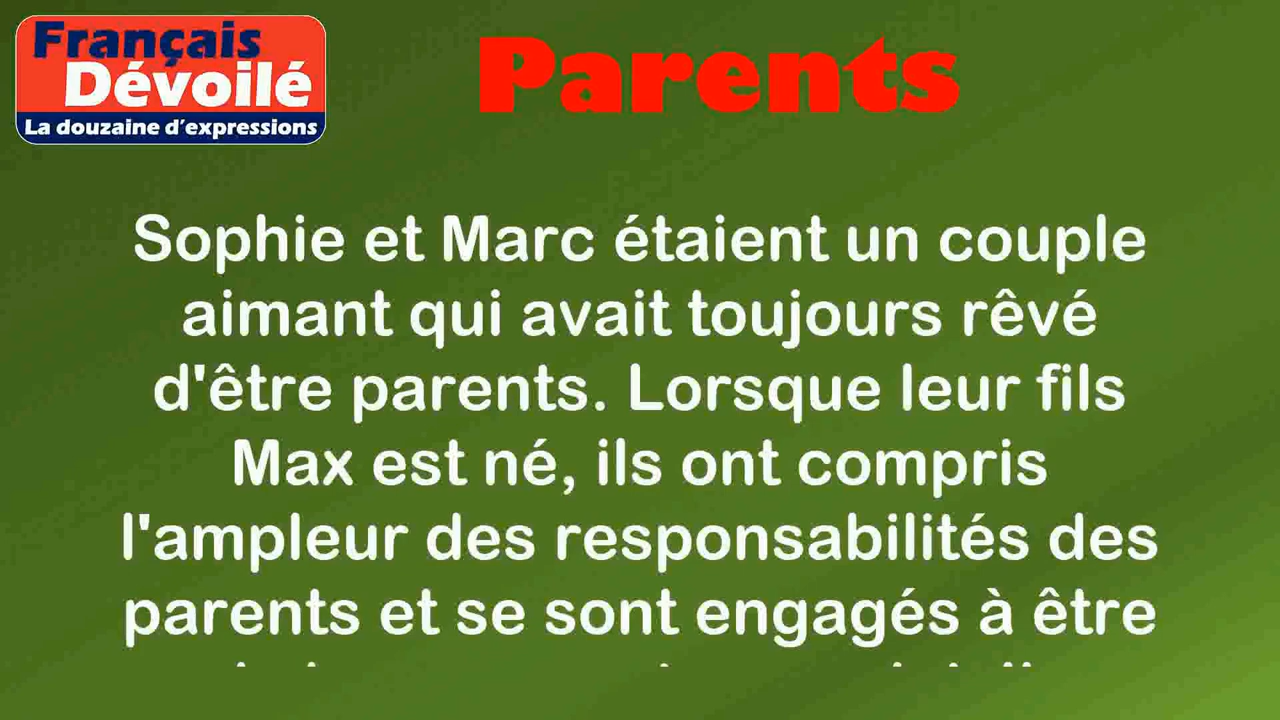 Français
Dévoilé
La douzaine d'expressions
Parents
Sophie et Marc étaient un couple
aimant qui avait toujours rêvé
d'être parents. Lorsque leur fils
Max est né, ils ont compris
l'ampleur des responsabilités des
parents et se sont engagés à être